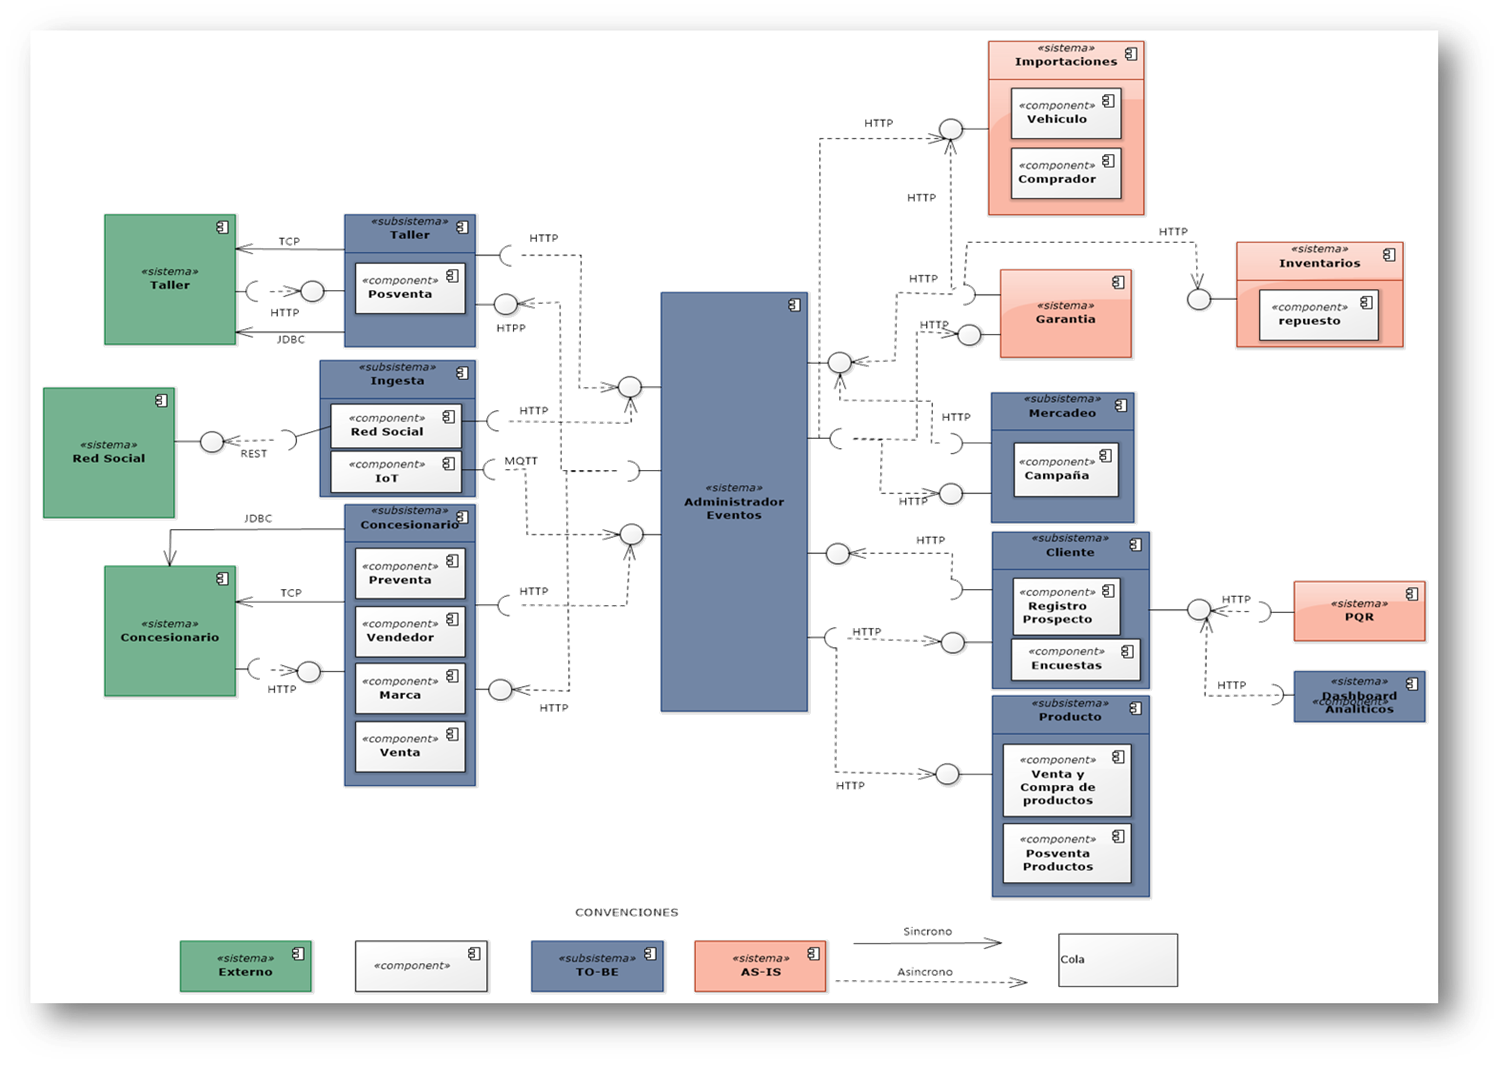 «sistema»
Importaciones
«component»
Vehiculo
«component»
Comprador
HTTP
HTTP
«sistema»
Taller
TCP
HTTP
JDBC
«subsistema»
Taller
«component»
Posventa
HTTP
HTPP
HTTP
HTTP
HTTP
«sistema»
Garantia
«sistema»
Inventarios
«component»
repuesto
«sistema»
Red Social
REST
«subsistema»
Ingesta
«component»
Red Social
«component»
IoT
HTTP
MQTT
«sistema»
Administrador
Eventos
HTTP
HTTP
«subsistema»
Mercadeo
«component»
Campaña
JDBC
TCP
HTTP
«sistema»
Concesionario
«subsistema»
Concesionario
«component»
Preventa
«component»
Vendedor
«component»
Marca
«component»
Venta
HTTP
HTTP
HTTP
HTTP
HTTP
«subsistema»
Cliente
«component»
Registro
Prospecto
«component»
Encuestas
HTTP
HTTP
«sistema»
PQR
«sistema»
Dashboard
«component»
Analiticos
«subsistema»
Producto
«component»
Venta y
Compra de
productos
«component»
Posventa
Productos
CONVENCIONES
«sistema»
Externo
«component»
«subsistema»
TO-BE
«sistema»
AS-IS
Sincrono
Asincrono
Cola